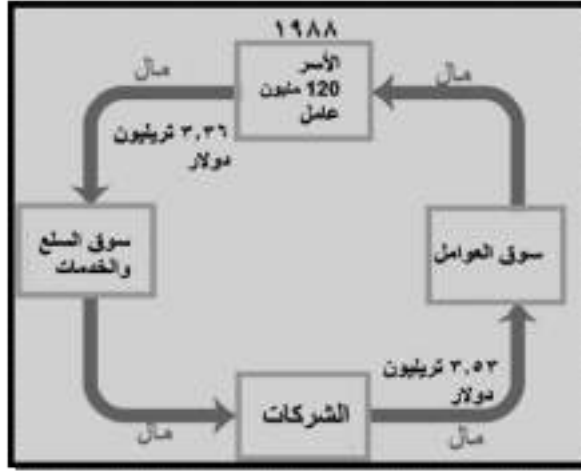 ١٩٨٨
الأسر
120 مليون
عامل
مال
مال
٣,٣٦ تريليون
دولار
سوق السلع
والخدمات
سوق العوامل
٣,٥٣ تريليون
دولار
الشركات
مال
مال